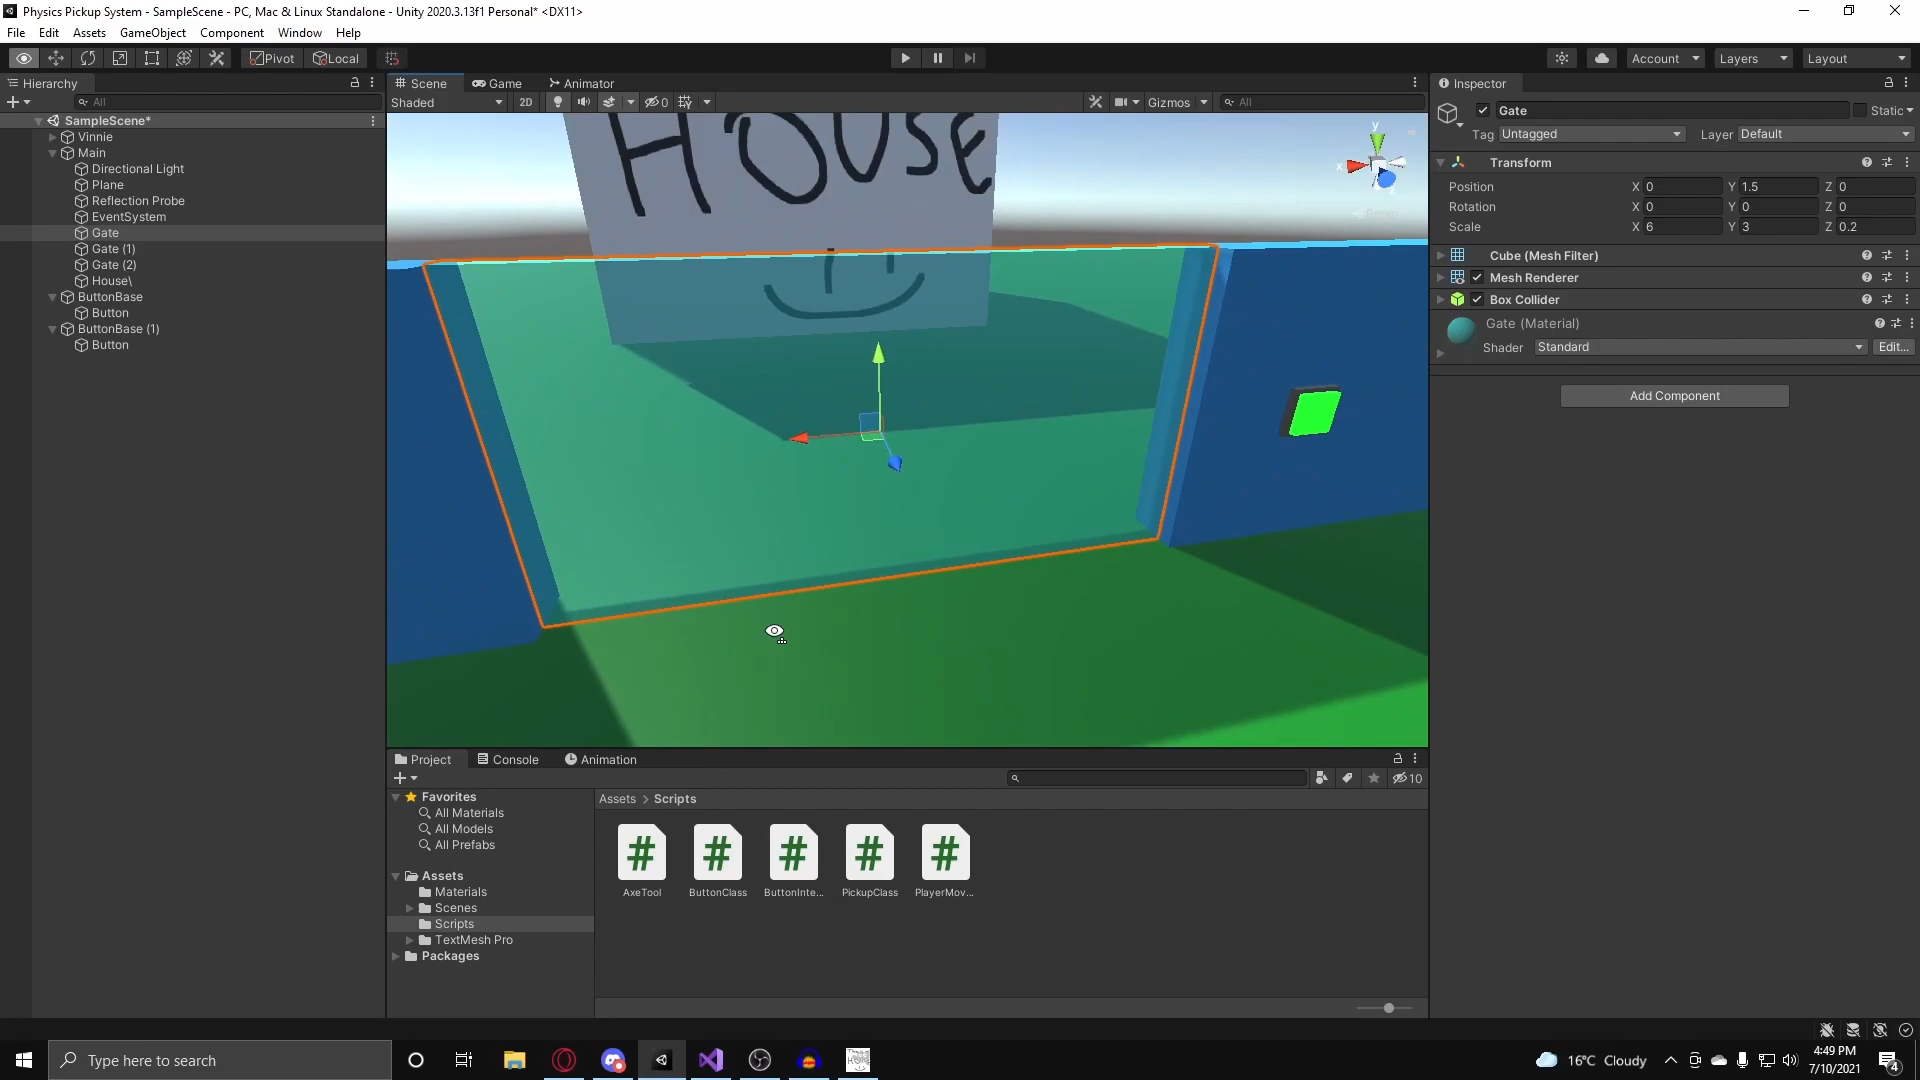 Physics Pickup System - SampleScene - PC, Mac & Linux Standalone - Unity 2020.3.13f1 Personal* <DX11>
File Edit Assets GameObject Component Window Help
Pivot Local Account Layers Layout
Hierarchy
All
SampleScene*
Vinnie
Main
Directional Light
Plane
Reflection Probe
EventSystem
Gate
Gate (1)
Gate (2)
House\
ButtonBase
Button
ButtonBase (1)
Button
Scene Game Animator
Shaded 2D 0 Gizmos All
HOUSE
y
x
Inspector
Gate Static
Tag Untagged Layer Default
Transform
Position X 0 Y 1.5 Z 0
Rotation X 0 Y 0 Z 0
Scale X 6 Y 3 Z 0.2
Cube (Mesh Filter)
Mesh Renderer
Box Collider
Gate (Material)
Shader Standard Edit...
Add Component
Project Console Animation
10
Favorites
All Materials
All Models
All Prefabs
Assets
Materials
Scenes
Scripts
TextMesh Pro
Packages
Assets > Scripts
# # # # #
AxeTool ButtonClass ButtonInte... PickupClass PlayerMov...
Type here to search
16°C Cloudy
4:49 PM
7/10/2021
4